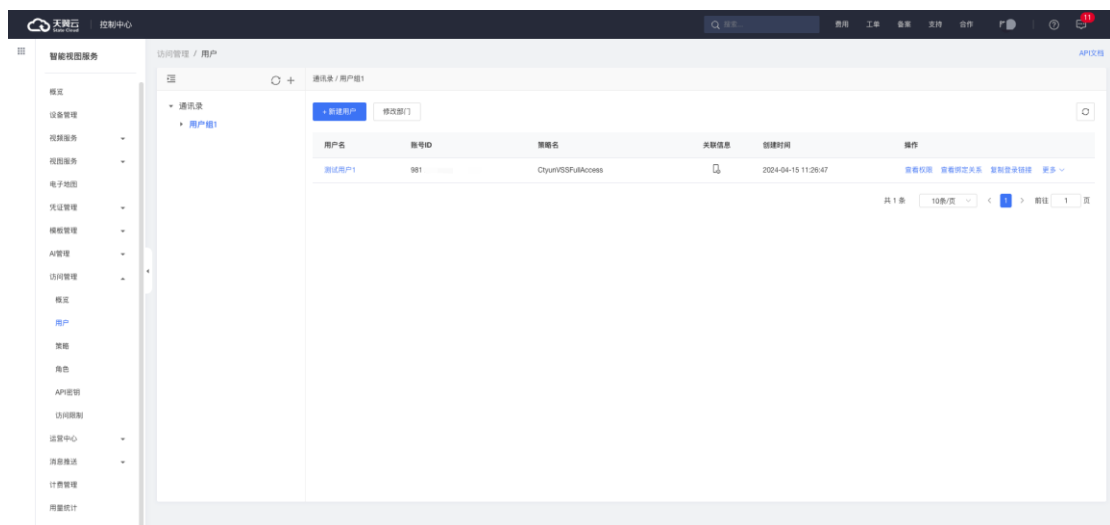 天翼云 控制中心 搜索... 费用 工单 备案 支持 合作 11
State Cloud
智能视图服务
访问管理 / 用户 API文档
通讯录 / 用户组1
概览
设备管理
视频服务
视图服务
电子地图
凭证管理
模板管理
AI管理
访问管理
概览
用户
策略
角色
API密钥
访问限制
运营中心
消息推送
计费管理
用量统计
通讯录
用户组1
+ 新建用户 修改部门
用户名 账号ID 策略名 关联信息 创建时间 操作
测试用户1 981 CtyunVSSFullAccess 2024-04-15 11:26:47 查看权限 查看绑定关系 复制登录链接 更多
共 1 条 10条/页 < 1 > 前往 1 页